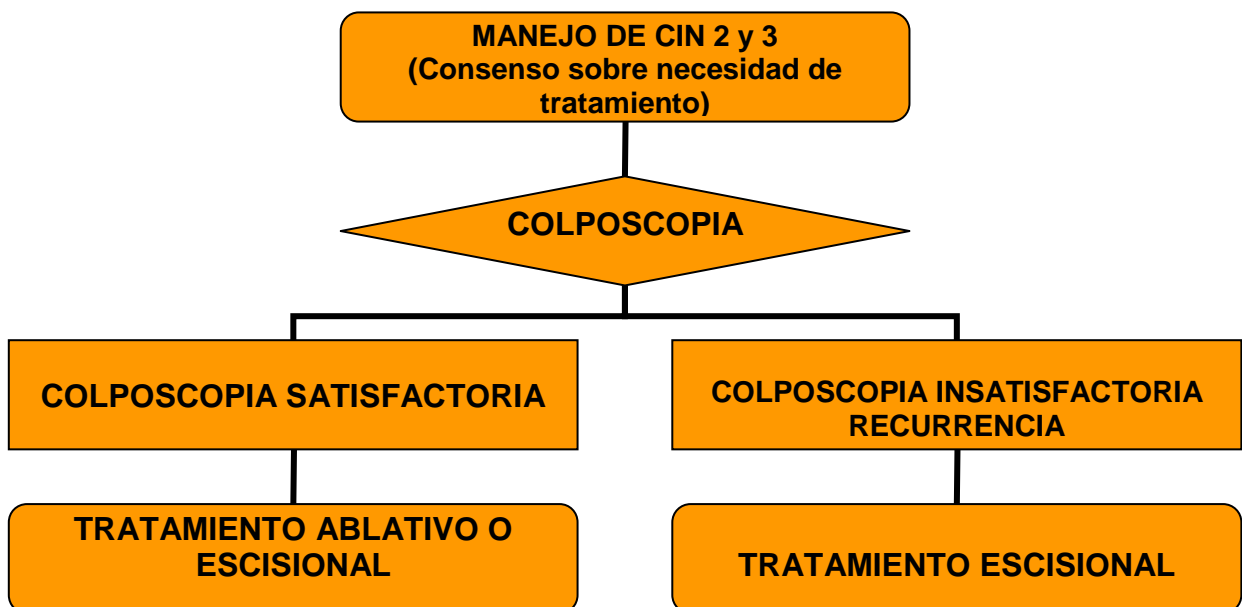 MANEJO DE CIN 2 y 3
(Consenso sobre necesidad de
tratamiento)
COLPOSCOPIA
COLPOSCOPIA SATISFACTORIA
COLPOSCOPIA INSATISFACTORIA
RECURRENCIA
TRATAMIENTO ABLATIVO O
ESCISIONAL
TRATAMIENTO ESCISIONAL